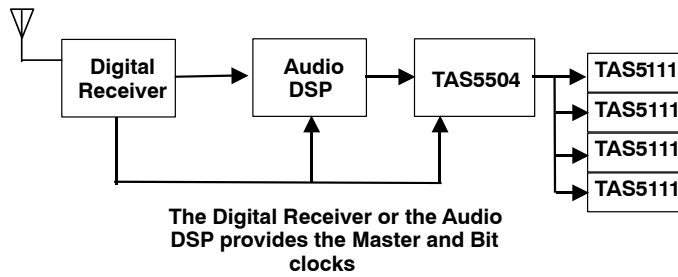 Digital
Receiver
Audio
DSP
TAS5504
TAS5111
TAS5111
TAS5111
TAS5111
The Digital Receiver or the Audio
DSP provides the Master and Bit
clocks